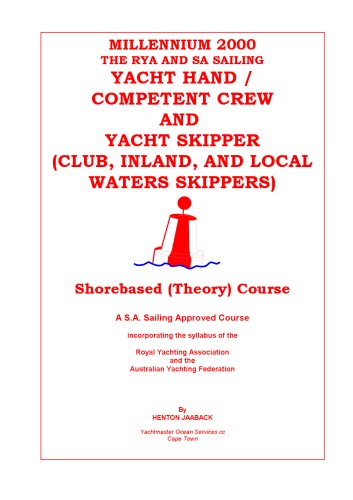 MILLENNIUM 2000
THE RYA AND SA SAILING
YACHT HAND /
COMPETENT CREW
AND
YACHT SKIPPER
(CLUB, INLAND, AND LOCAL
WATERS SKIPPERS)
Shorebased (Theory) Course
A S.A. Sailing Approved Course
incorporating the syllabus of the
Royal Yachting Association
and the
Australian Yachting Federation
By
HENTON JAABACK
Yachtmaster Ocean Services cc
Cape Town